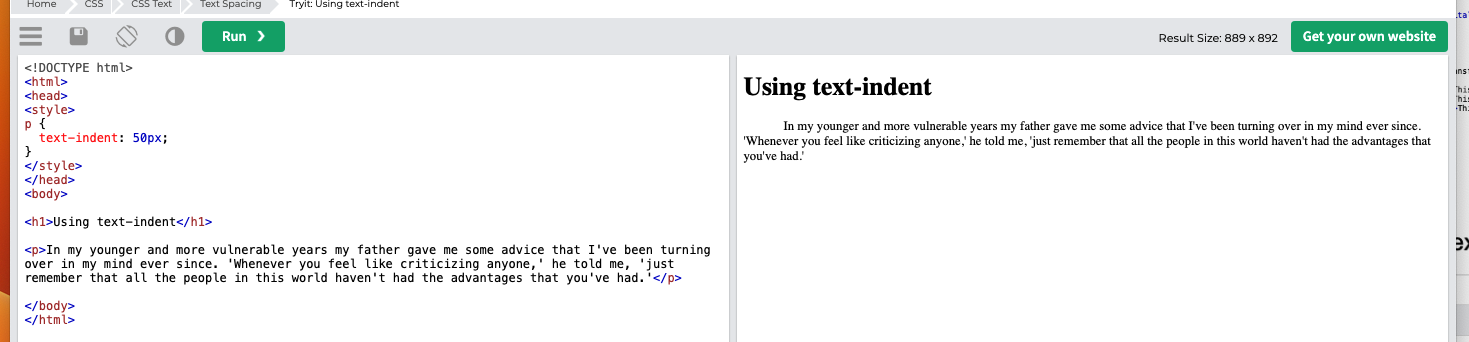 Home CSS CSS Text Text Spacing Tryit: Using text-indent
Run ❯ Result Size: 889 x 892 Get your own website
<!DOCTYPE html>
<html>
<head>
<style>
p {
  text-indent: 50px;
}
</style>
</head>
<body>
<h1>Using text-indent</h1>
<p>In my younger and more vulnerable years my father gave me some advice that I've been turning
over in my mind ever since. 'Whenever you feel like criticizing anyone,' he told me, 'just
remember that all the people in this world haven't had the advantages that you've had.'</p>
</body>
</html>
Using text-indent
In my younger and more vulnerable years my father gave me some advice that I've been turning over in my mind ever since.
'Whenever you feel like criticizing anyone,' he told me, 'just remember that all the people in this world haven't had the advantages that
you've had.'